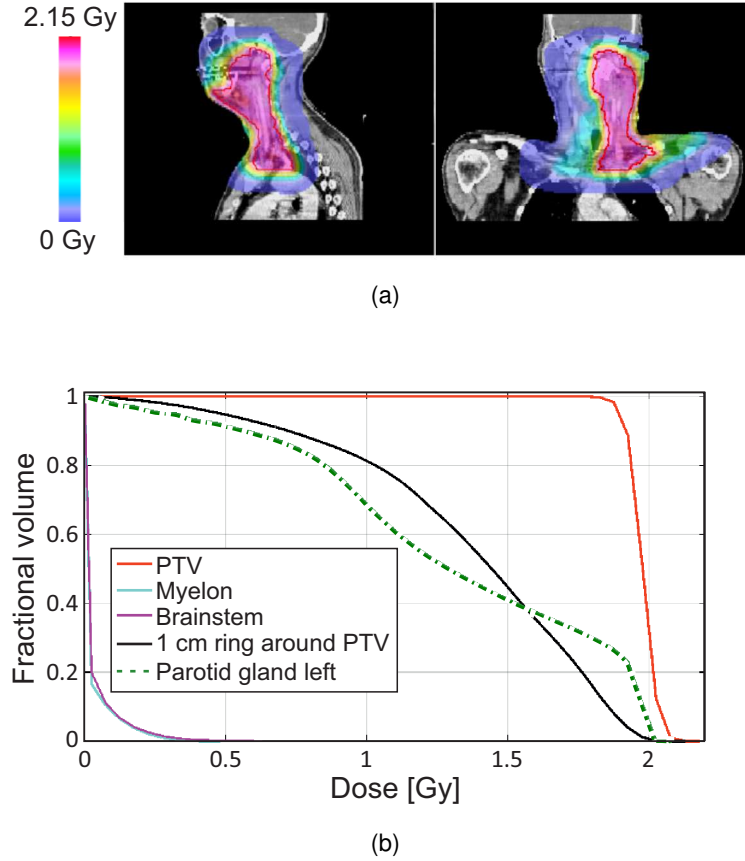 2.15 Gy
0 Gy
(a)
1
0.8
0.6
0.4
0.2
0
Fractional volume
PTV
Myelon
Brainstem
1 cm ring around PTV
Parotid gland left
0 0.5 1 1.5 2
Dose [Gy]
(b)